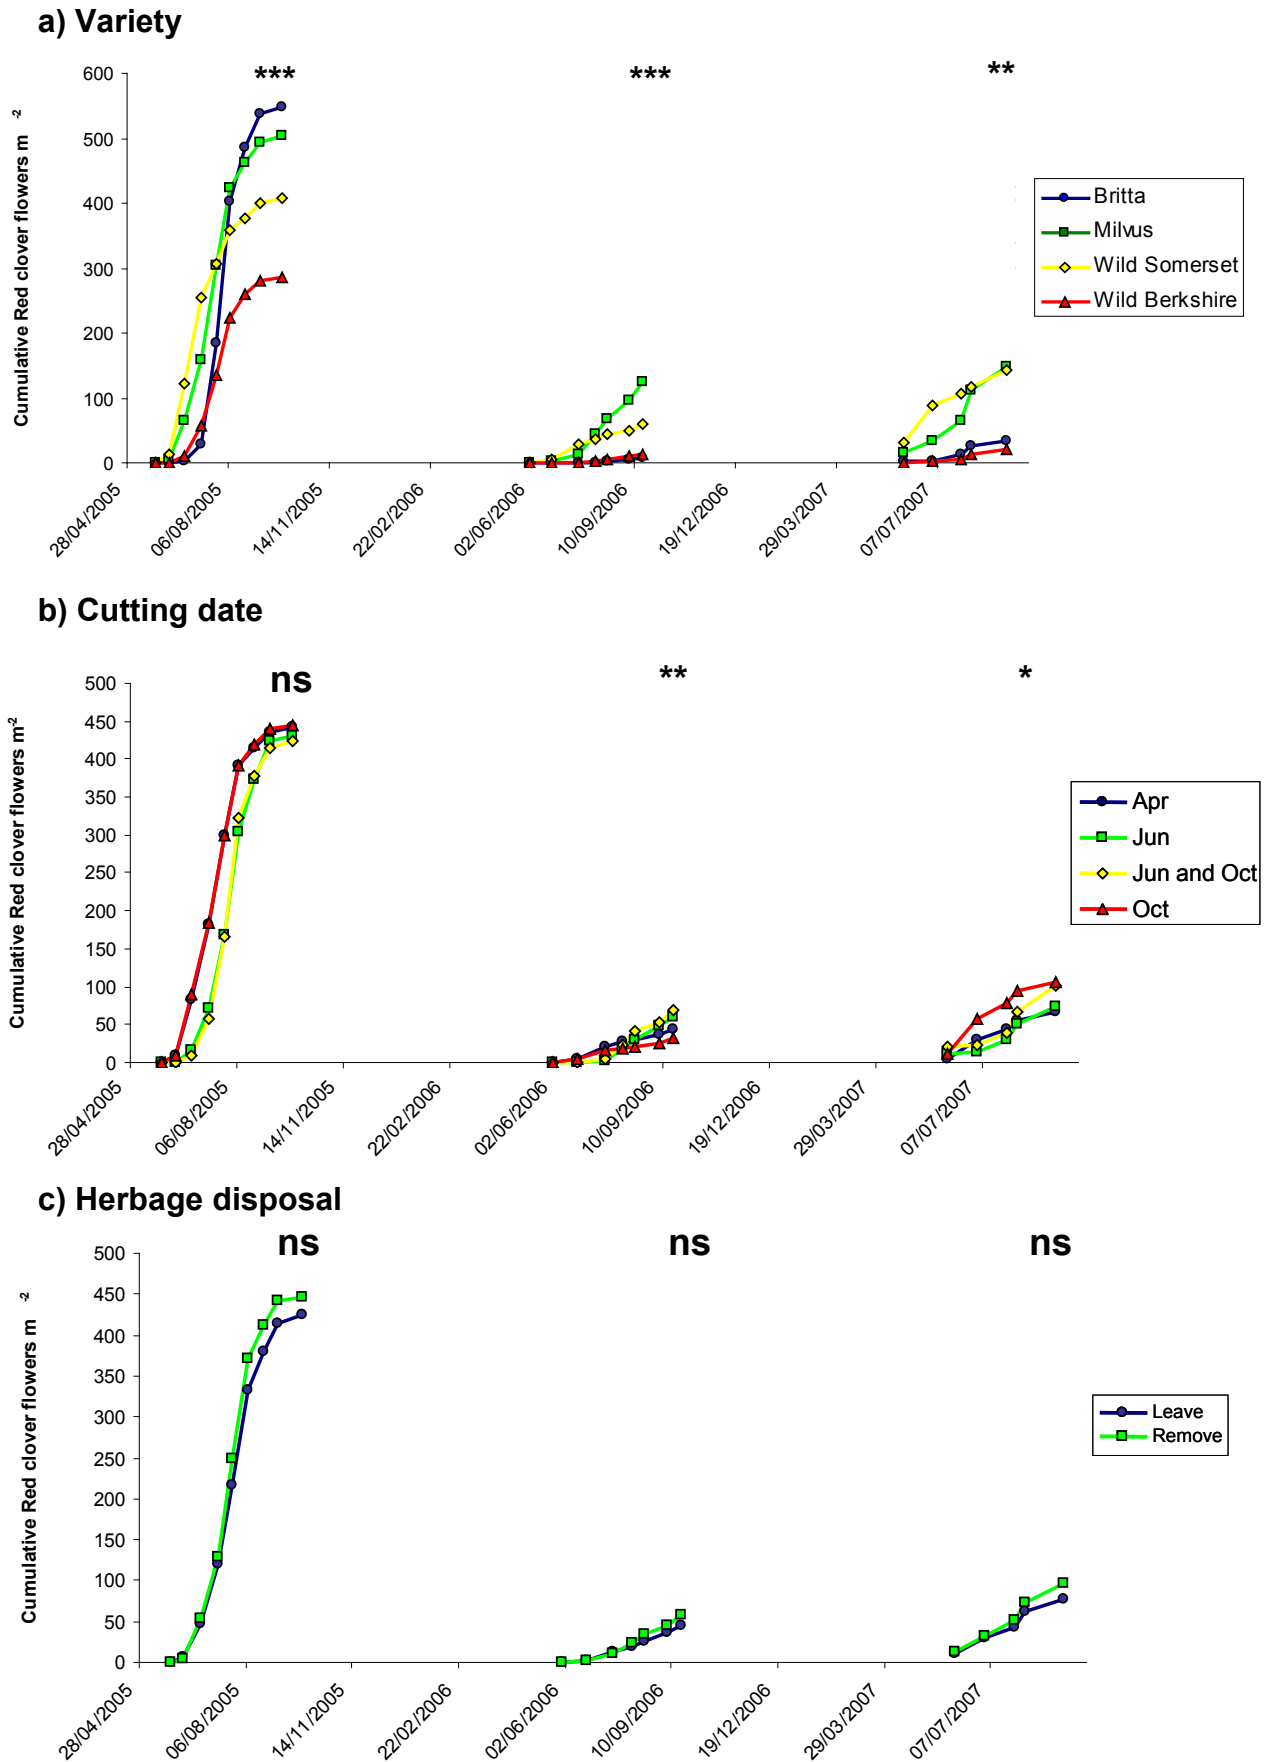 a) Variety
*** *** **
Cumulative Red clover flowers m -2
600
500
400
300
200
100
0
28/04/2005
06/08/2005
14/11/2005
22/02/2006
02/06/2006
10/09/2006
19/12/2006
29/03/2007
07/07/2007
Britta
Milvus
Wild Somerset
Wild Berkshire
b) Cutting date
ns ** *
Cumulative Red clover flowers m-2
500
450
400
350
300
250
200
150
100
50
0
28/04/2005
06/08/2005
14/11/2005
22/02/2006
02/06/2006
10/09/2006
19/12/2006
29/03/2007
07/07/2007
Apr
Jun
Jun and Oct
Oct
c) Herbage disposal
ns ns ns
Cumulative Red clover flowers m -2
500
450
400
350
300
250
200
150
100
50
0
28/04/2005
06/08/2005
14/11/2005
22/02/2006
02/06/2006
10/09/2006
19/12/2006
29/03/2007
07/07/2007
Leave
Remove